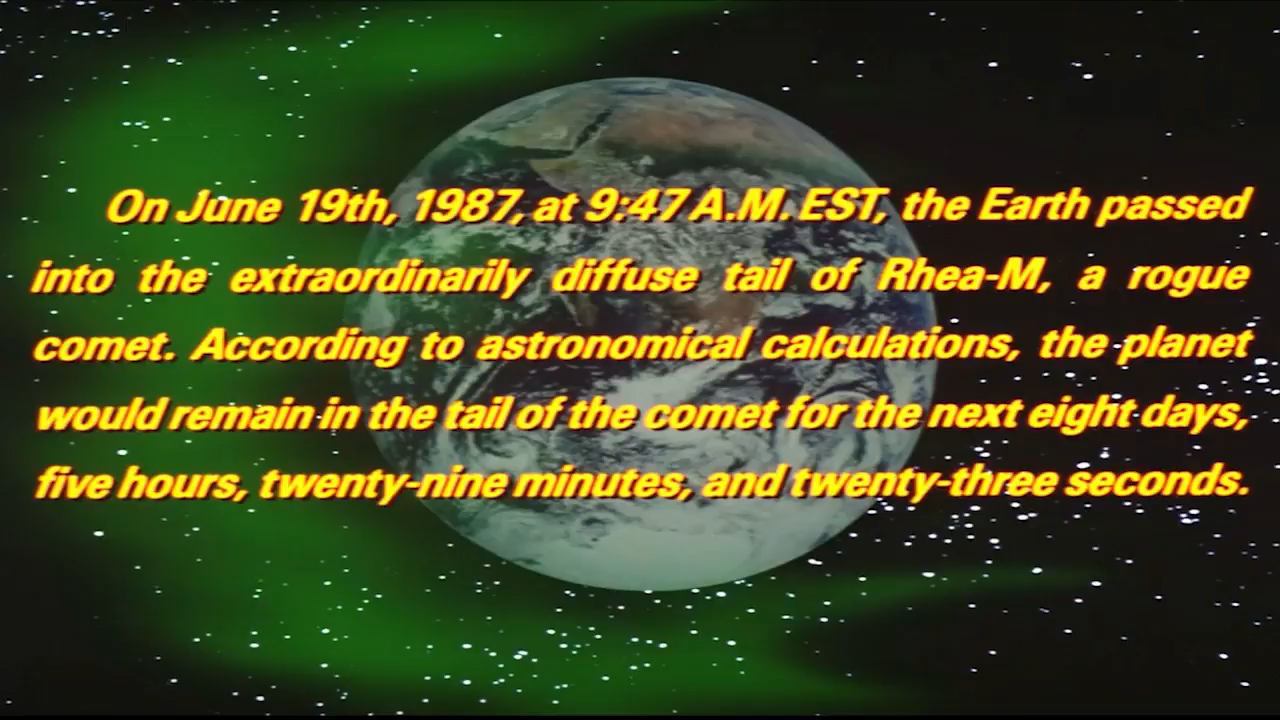 On June 19th, 1987, at 9:47 A.M. EST, the Earth passed
into the extraordinarily diffuse tail of Rhea-M, a rogue
comet. According to astronomical calculations, the planet
would remain in the tail of the comet for the next eight days,
five hours, twenty-nine minutes, and twenty-three seconds.